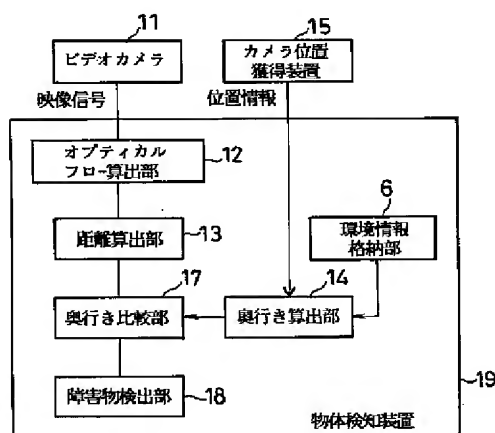 11
ビデオカメラ
15
カメラ位置
獲得装置
映像信号
位置情報
オプティカル
フロー算出部
12
6
環境情報
格納部
距離算出部
13
17
14
奥行き比較部
奥行き算出部
障害物検出部
18
19
物体検知装置